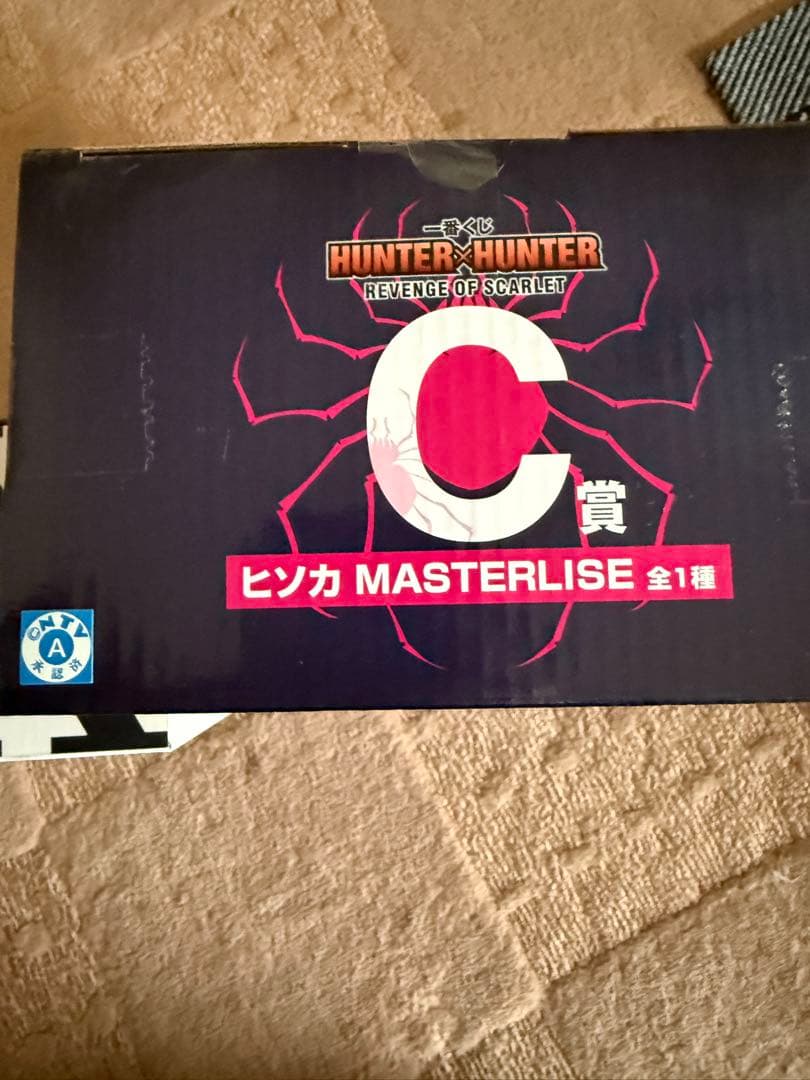 一番くじ
HUNTER×HUNTER
REVENGE OF SCARLET
C賞
ヒソカ MASTERLISE 全1種
©NTV
A
承認済